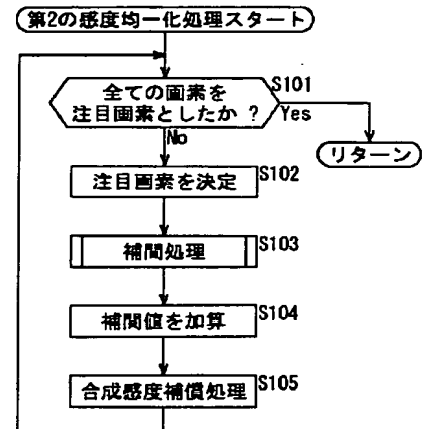 第2の感度均一化処理スタート
全ての画素を
注目画素としたか ?
S101
Yes
No
リターン
注目画素を決定
S102
補間処理
S103
補間値を加算
S104
合成感度補償処理
S105